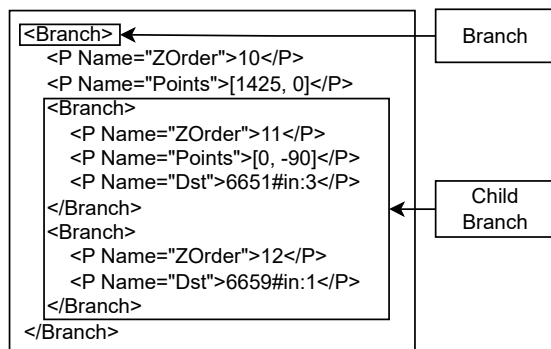 <Branch>
<P Name="ZOrder">10</P>
<P Name="Points">[1425, 0]</P>
<Branch>
<P Name="ZOrder">11</P>
<P Name="Points">[0, -90]</P>
<P Name="Dst">6651#in:3</P>
</Branch>
<Branch>
<P Name="ZOrder">12</P>
<P Name="Dst">6659#in:1</P>
</Branch>
</Branch>
Branch
Child
Branch